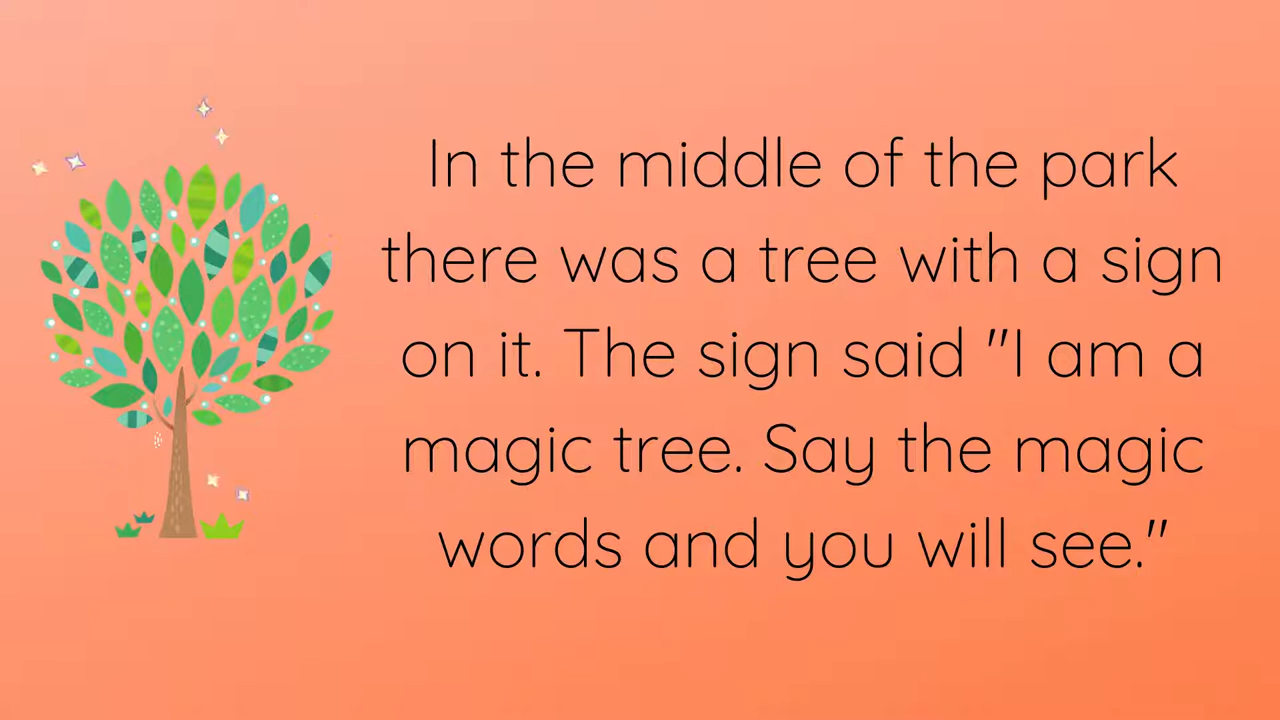 In the middle of the park
there was a tree with a sign
on it. The sign said "I am a
magic tree. Say the magic
words and you will see."